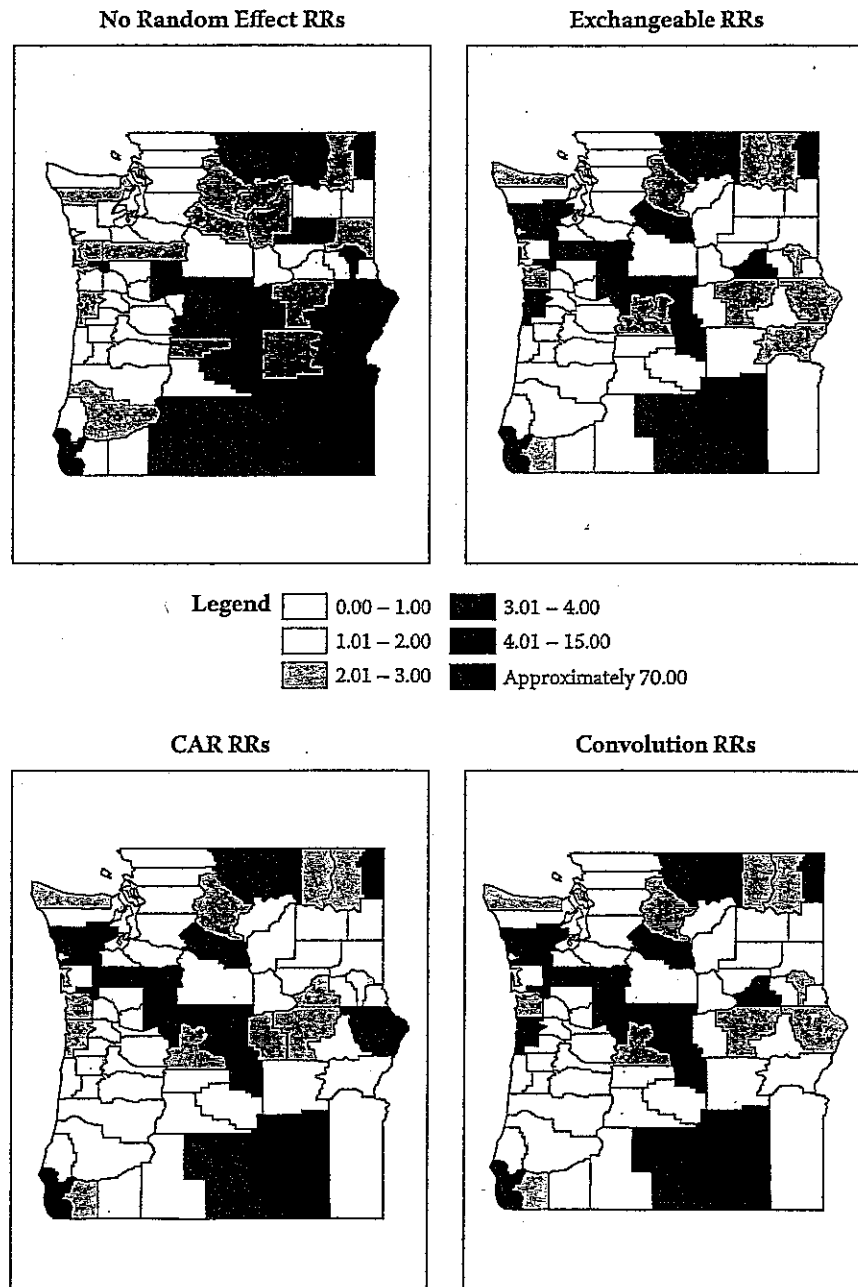 No Random Effect RRs
Exchangeable RRs
Legend
0.00 – 1.00
3.01 – 4.00
1.01 – 2.00
4.01 – 15.00
2.01 – 3.00
Approximately 70.00
CAR RRs
Convolution RRs